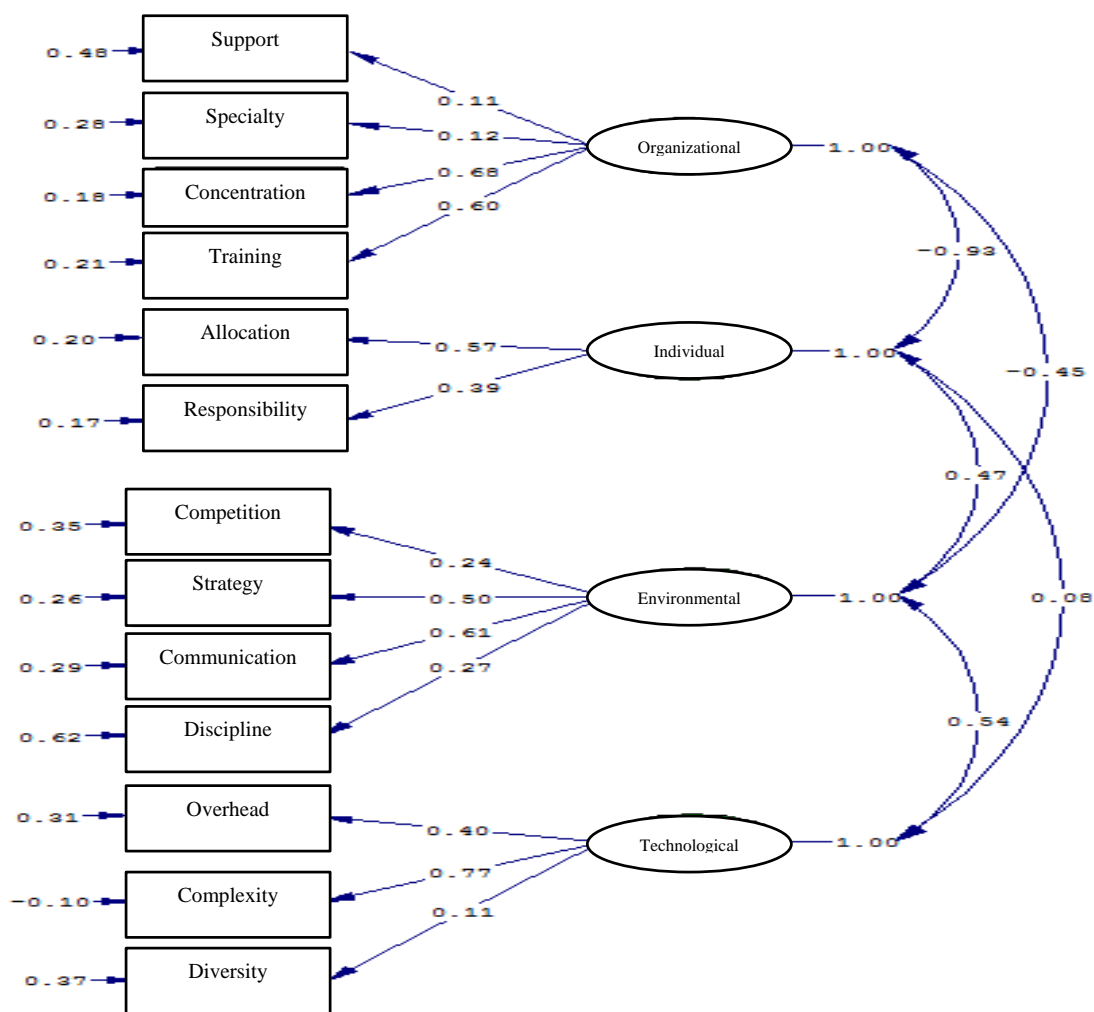 Support
0.48
0.11
Specialty
0.28
0.12
Organizational
1.00
0.68
Concentration
0.18
0.60
Training
0.21
-0.93
Allocation
0.20
0.57
Individual
1.00
-0.45
0.39
Responsibility
0.17
0.47
Competition
0.35
0.24
Strategy
0.26
0.50
Environmental
1.00
0.08
0.61
Communication
0.29
0.27
Discipline
0.62
0.54
Overhead
0.31
0.40
Technological
1.00
0.77
Complexity
-0.10
0.11
Diversity
0.37